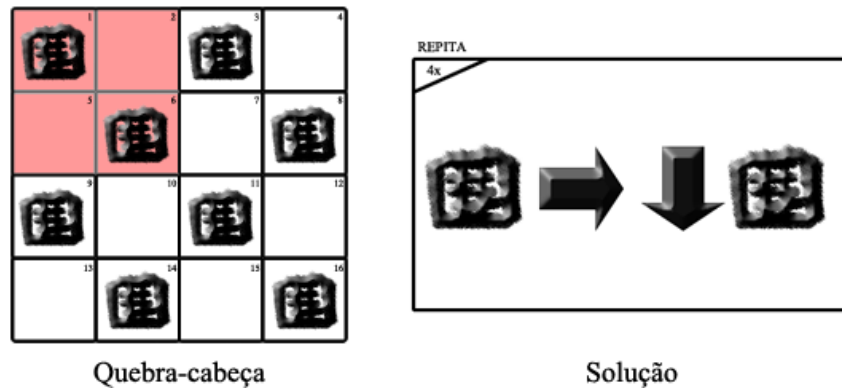 1 2 3 4
5 6 7 8
9 10 11 12
13 14 15 16
REPITA
4x
Quebra-cabeça
Solução